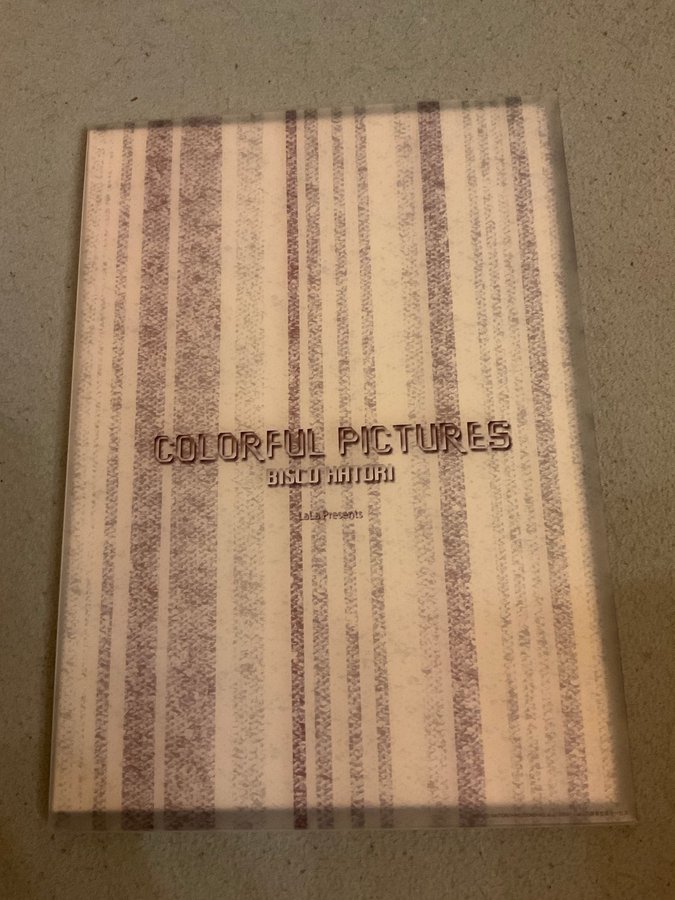 COLORFUL PICTURES
BISCO HATORI
LaLa Presents